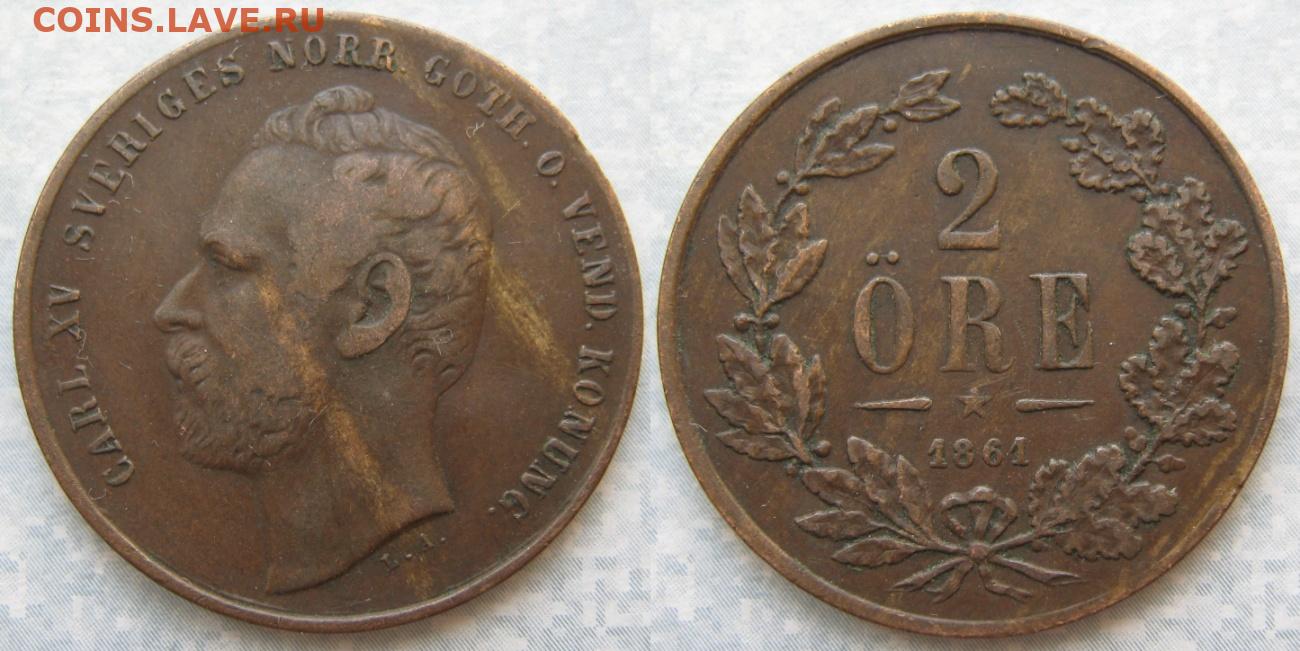 COINS.LAVE.RU
CARL XV SVERIGES NORR. GOTH. O. VEND. KONUNG.
L. A.
2
ÖRE
1861